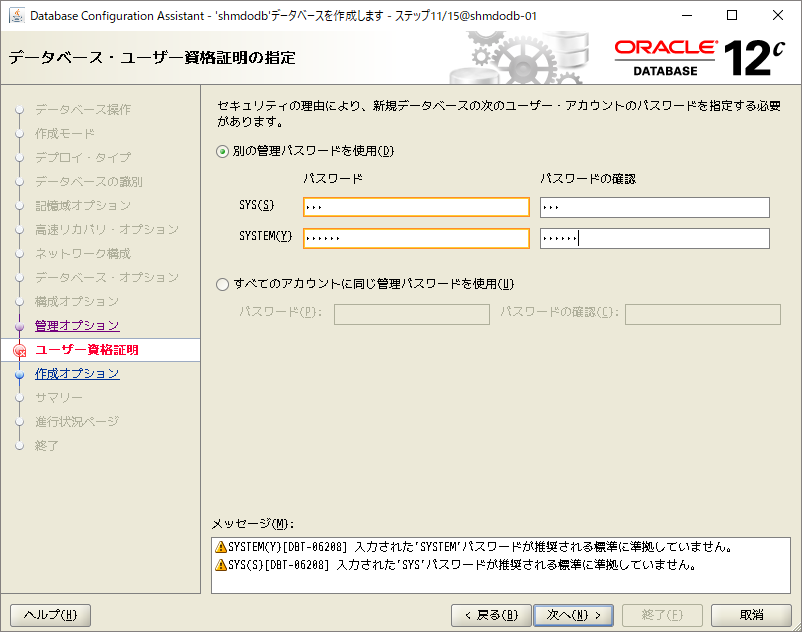 Database Configuration Assistant - 'shmdodb'データベースを作成します - ステップ11/15@shmdodb-01
データベース・ユーザー資格証明の指定
ORACLE
DATABASE
12c
データベース操作
作成モード
デプロイ・タイプ
データベースの識別
記憶域オプション
高速リカバリ・オプション
ネットワーク構成
データベース・オプション
構成オプション
管理オプション
ユーザー資格証明
作成オプション
サマリー
進行状況ページ
終了
セキュリティの理由により、新規データベースの次のユーザー・アカウントのパスワードを指定する必要
があります。
別の管理パスワードを使用(D)
パスワード パスワードの確認
SYS(S)
SYSTEM(Y)
すべてのアカウントに同じ管理パスワードを使用(U)
パスワード(P): パスワードの確認(C):
メッセージ(M):
SYSTEM(Y)[DBT-06208] 入力された'SYSTEM'パスワードが推奨される標準に準拠していません。
SYS(S)[DBT-06208] 入力された'SYS'パスワードが推奨される標準に準拠していません。
ヘルプ(H) < 戻る(B) 次へ(N) > 終了(F) 取消